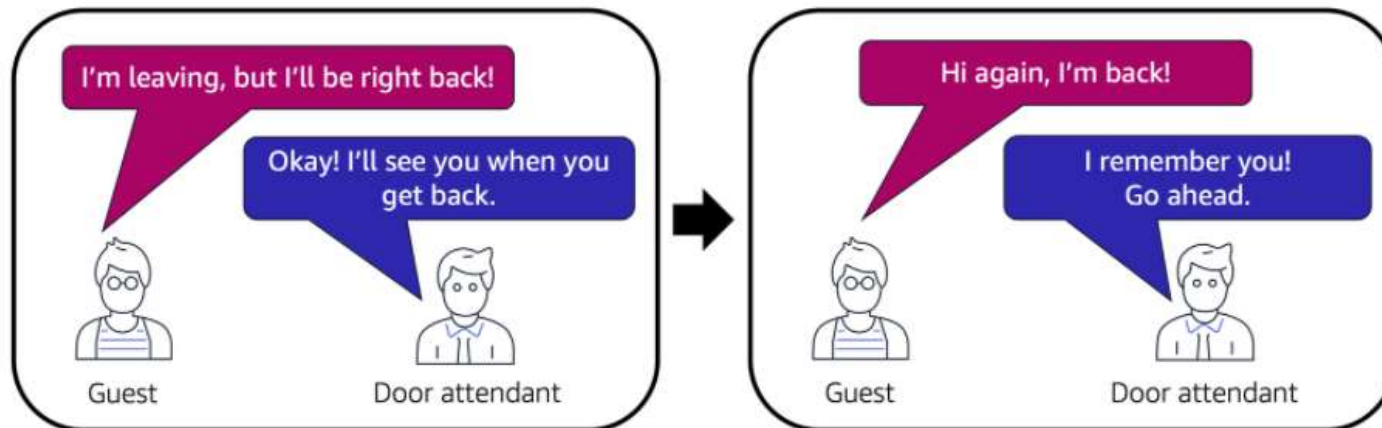 I'm leaving, but I'll be right back!
Okay! I'll see you when you
get back.
Guest
Door attendant
Hi again, I'm back!
I remember you!
Go ahead.
Guest
Door attendant